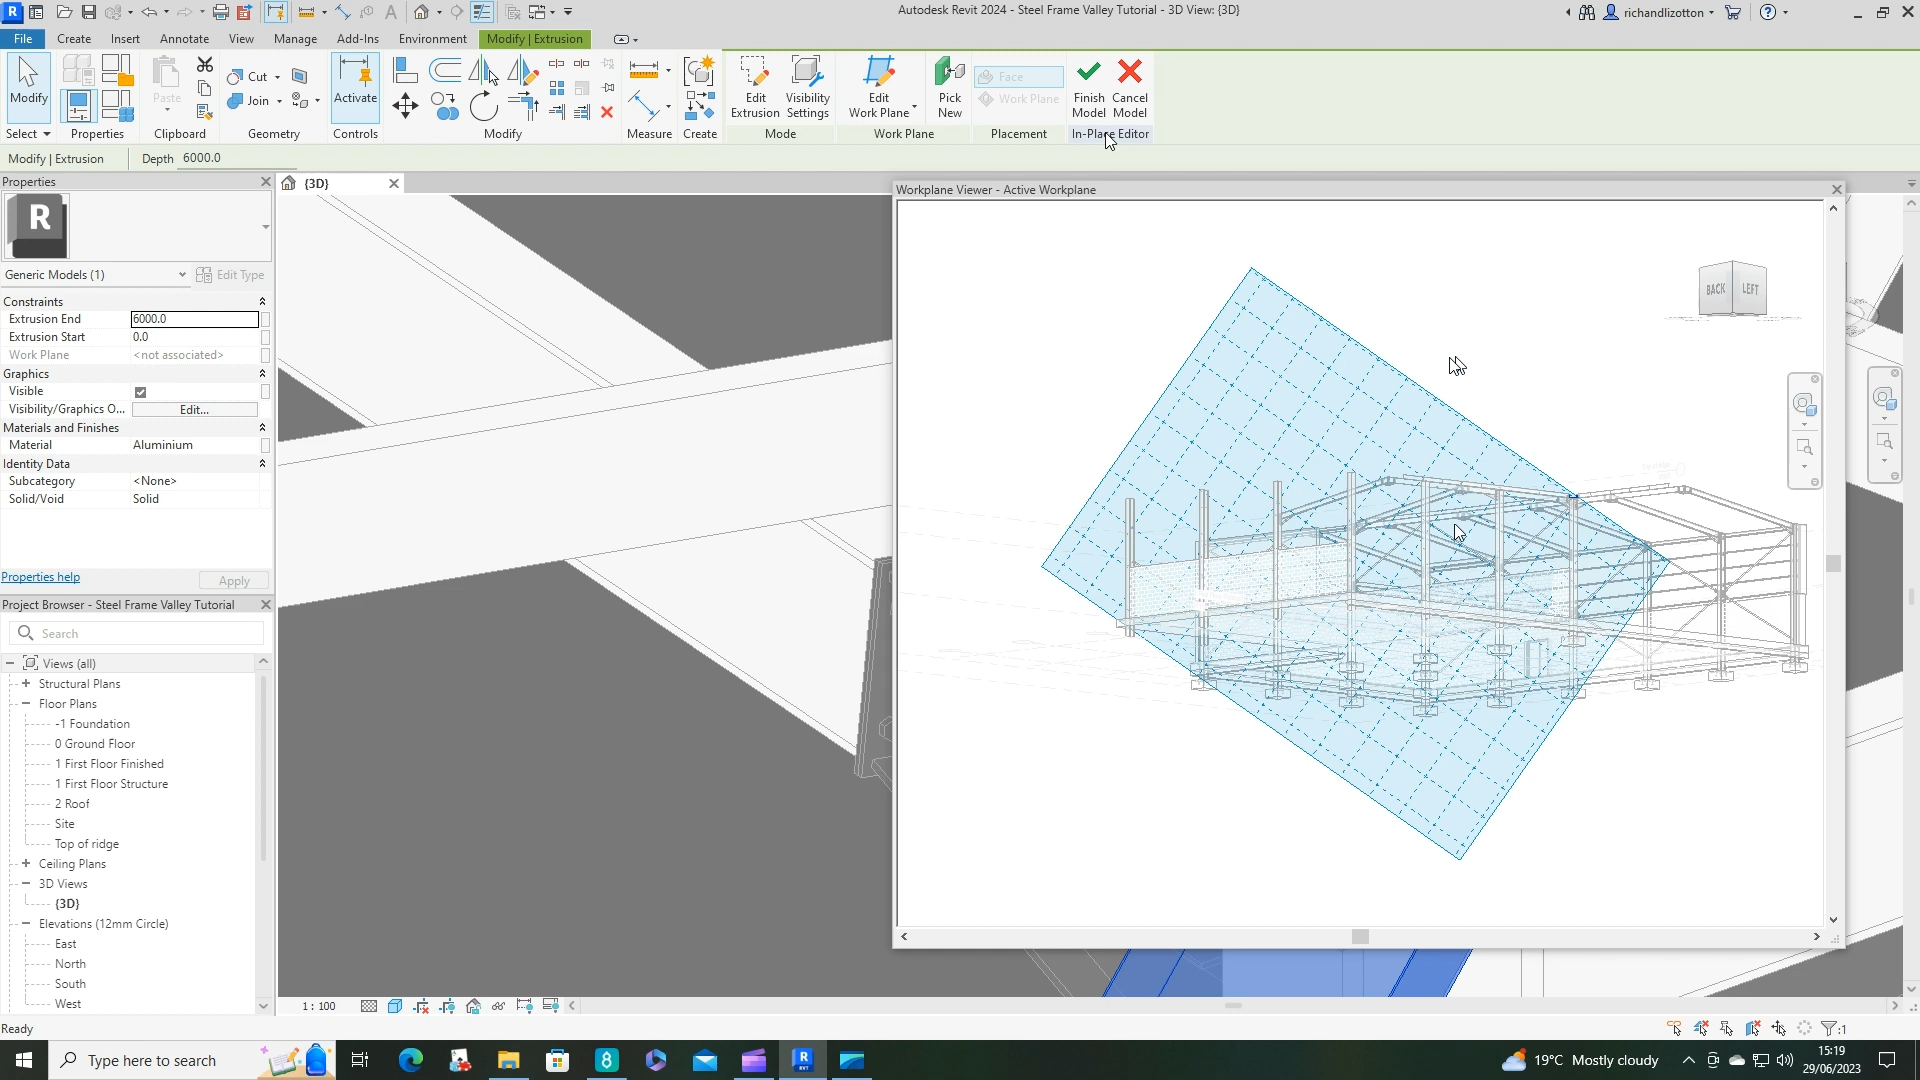 Autodesk Revit 2024 - Steel Frame Valley Tutorial - 3D View: {3D}
richandlizotton
File Create Insert Annotate View Manage Add-Ins Environment Modify | Extrusion
Modify
Paste
Cut
Join
Activate
Edit Extrusion
Visibility Settings
Edit Work Plane
Pick New
Face
Work Plane
Finish Model
Cancel Model
Select Properties Clipboard Geometry Controls Modify Measure Create Mode Work Plane Placement In-Place Editor
Modify | Extrusion Depth 6000.0
Properties
{3D}
Workplane Viewer - Active Workplane
R
Generic Models (1) Edit Type
Constraints
Extrusion End 6000.0
Extrusion Start 0.0
Work Plane <not associated>
Graphics
Visible
Visibility/Graphics O... Edit...
Materials and Finishes
Material Aluminium
Identity Data
Subcategory <None>
Solid/Void Solid
Properties help Apply
BACK LEFT
Project Browser - Steel Frame Valley Tutorial
Search
Views (all)
Structural Plans
Floor Plans
-1 Foundation
0 Ground Floor
1 First Floor Finished
1 First Floor Structure
2 Roof
Site
Top of ridge
Ceiling Plans
3D Views
{3D}
Elevations (12mm Circle)
East
North
South
West
1 : 100
Ready
:1
Type here to search
19°C Mostly cloudy
15:19
29/06/2023